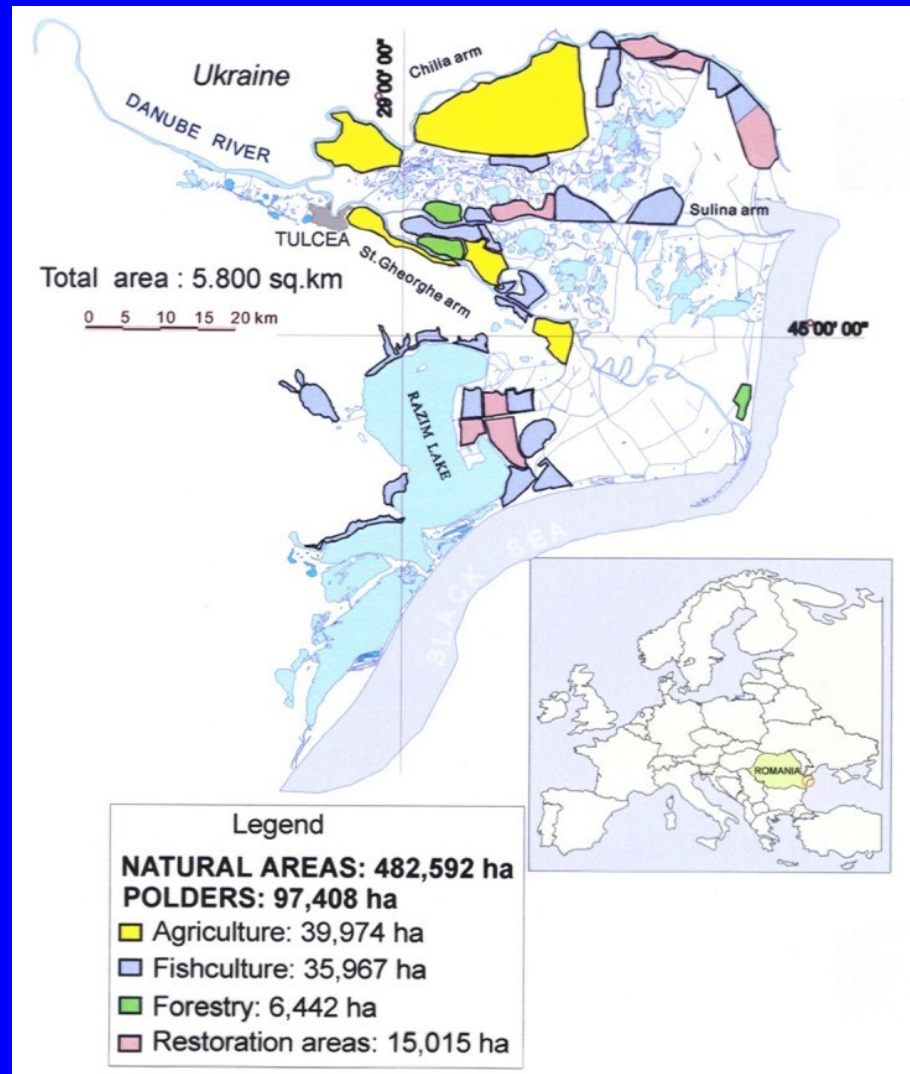 Ukraine
Chilia arm
29°00' 00"
DANUBE RIVER
Sulina arm
TULCEA
St.Gheorghe arm
Total area : 5.800 sq.km
0 5 10 15 20 km
45°00' 00"
RAZIM LAKE
BLACK SEA
ROMANIA
Legend
NATURAL AREAS: 482,592 ha
POLDERS: 97,408 ha
Agriculture: 39,974 ha
Fishculture: 35,967 ha
Forestry: 6,442 ha
Restoration areas: 15,015 ha